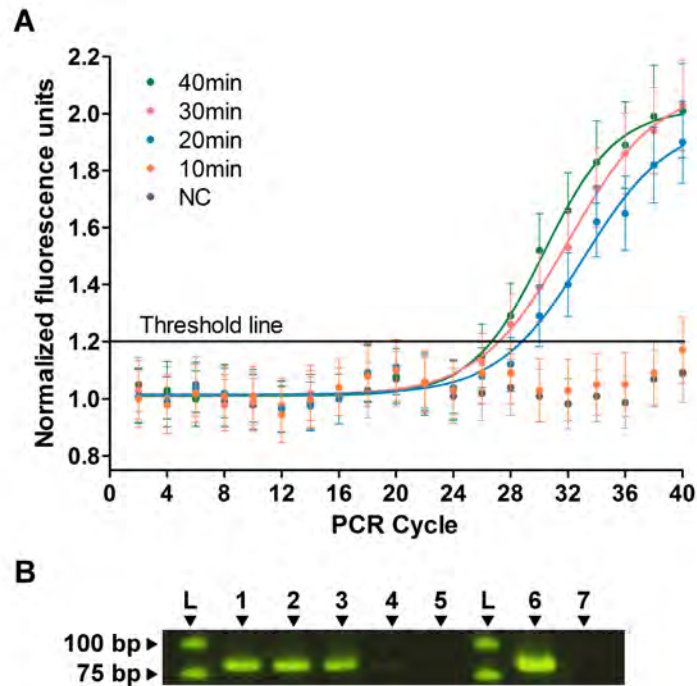 A
Normalized fluorescence units
2.2
2.0
1.8
1.6
1.4
1.2
1.0
0.8
40min
30min
20min
10min
NC
Threshold line
0 4 8 12 16 20 24 28 32 36 40
PCR Cycle
B
L 1 2 3 4 5 L 6 7
100 bp
75 bp